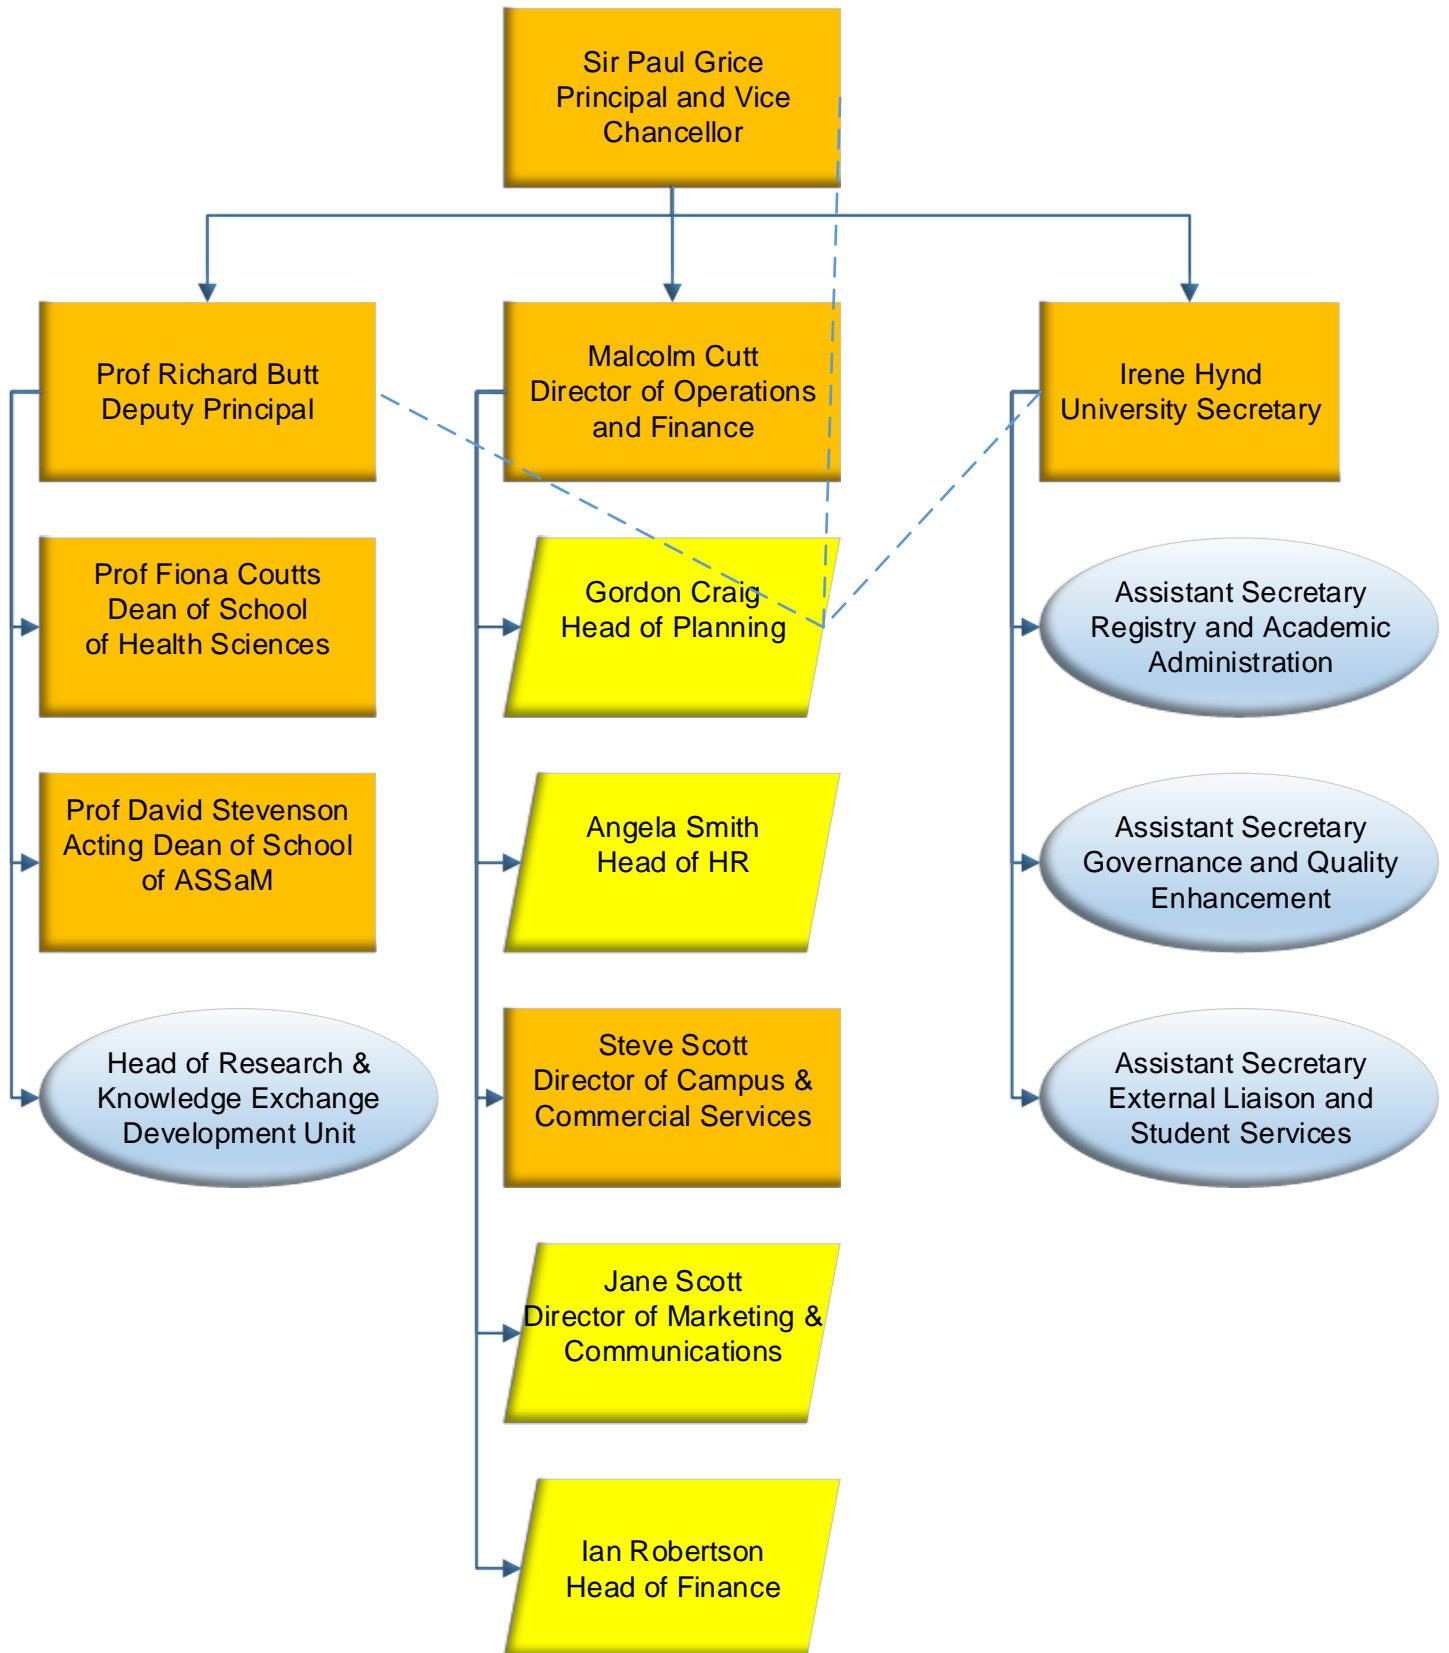 Sir Paul Grice
Principal and Vice
Chancellor
Prof Richard Butt
Deputy Principal
Malcolm Cutt
Director of Operations
and Finance
Irene Hynd
University Secretary
Prof Fiona Coutts
Dean of School
of Health Sciences
Gordon Craig
Head of Planning
Assistant Secretary
Registry and Academic
Administration
Prof David Stevenson
Acting Dean of School
of ASSaM
Angela Smith
Head of HR
Assistant Secretary
Governance and Quality
Enhancement
Head of Research &
Knowledge Exchange
Development Unit
Steve Scott
Director of Campus &
Commercial Services
Assistant Secretary
External Liaison and
Student Services
Jane Scott
Director of Marketing &
Communications
Ian Robertson
Head of Finance